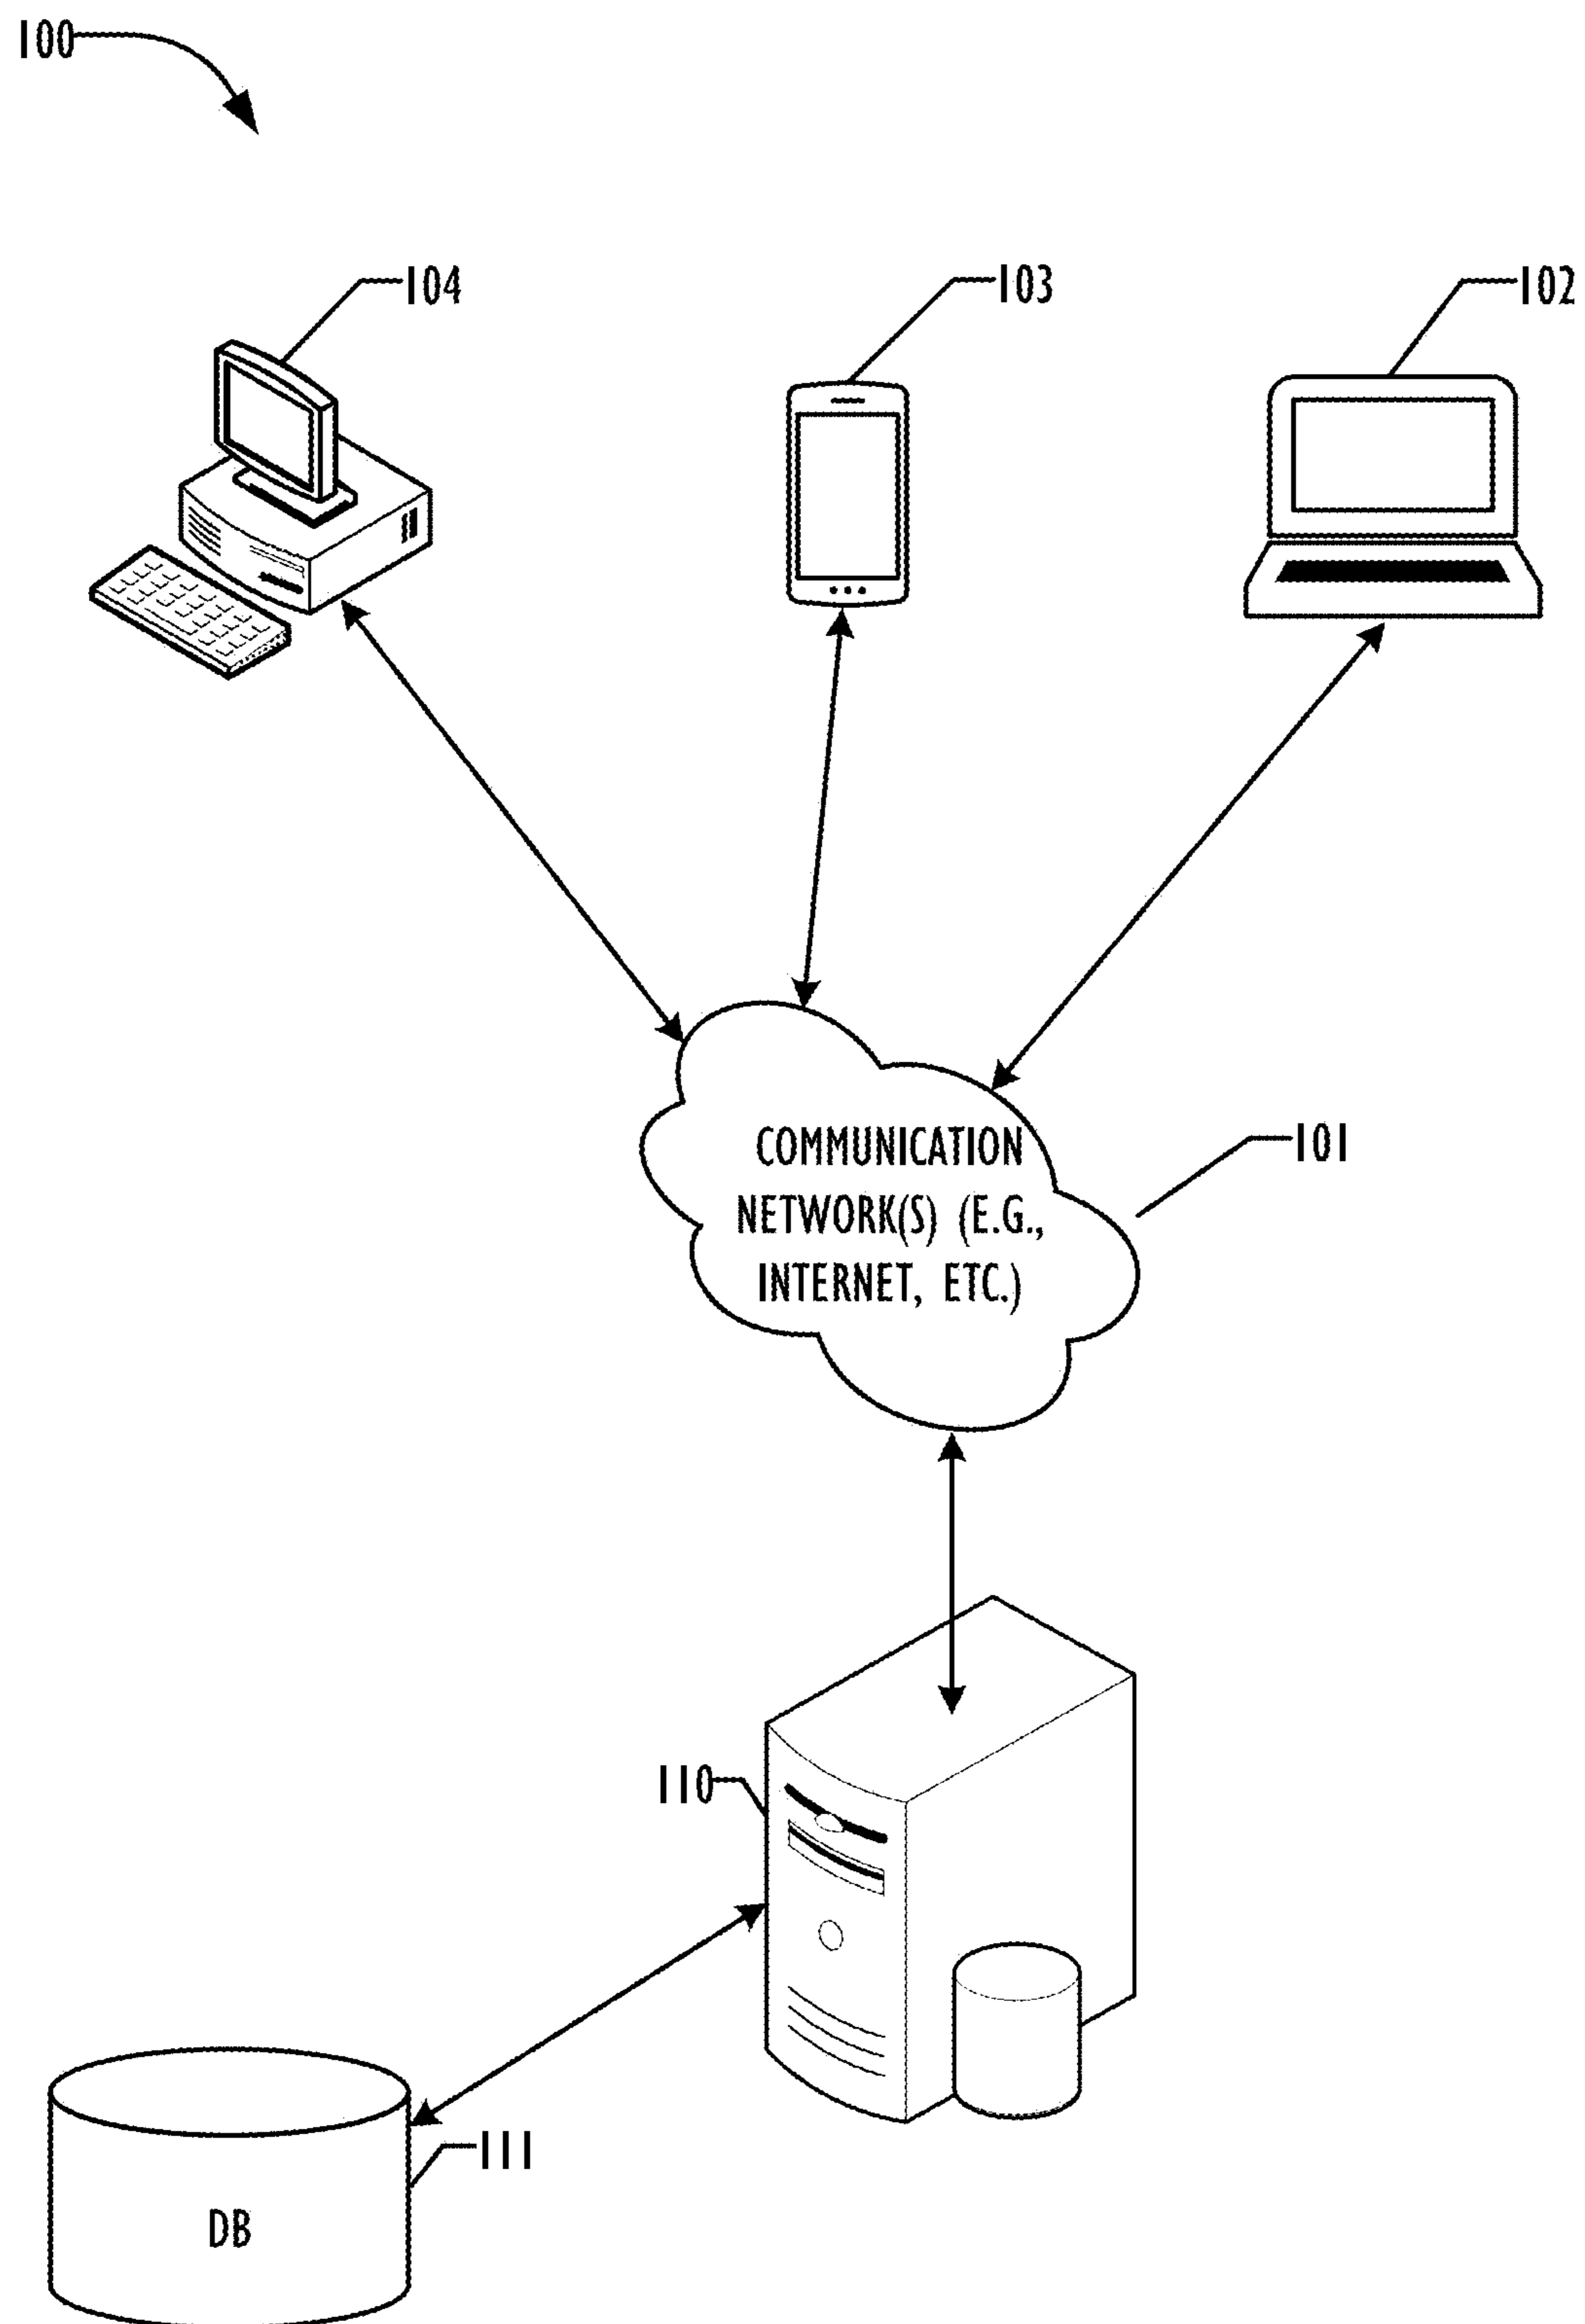 100
104
103
102
COMMUNICATION
NETWORK(S) (E.G.,
INTERNET, ETC.)
101
110
111
DB